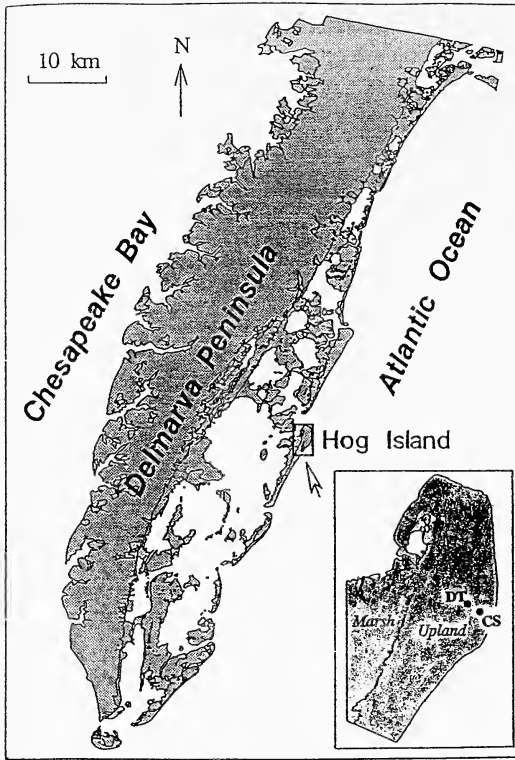 10 km
N
Chesapeake Bay
Delmarva Peninsula
Atlantic Ocean
Hog Island
DT
CS
Marsh
Upland